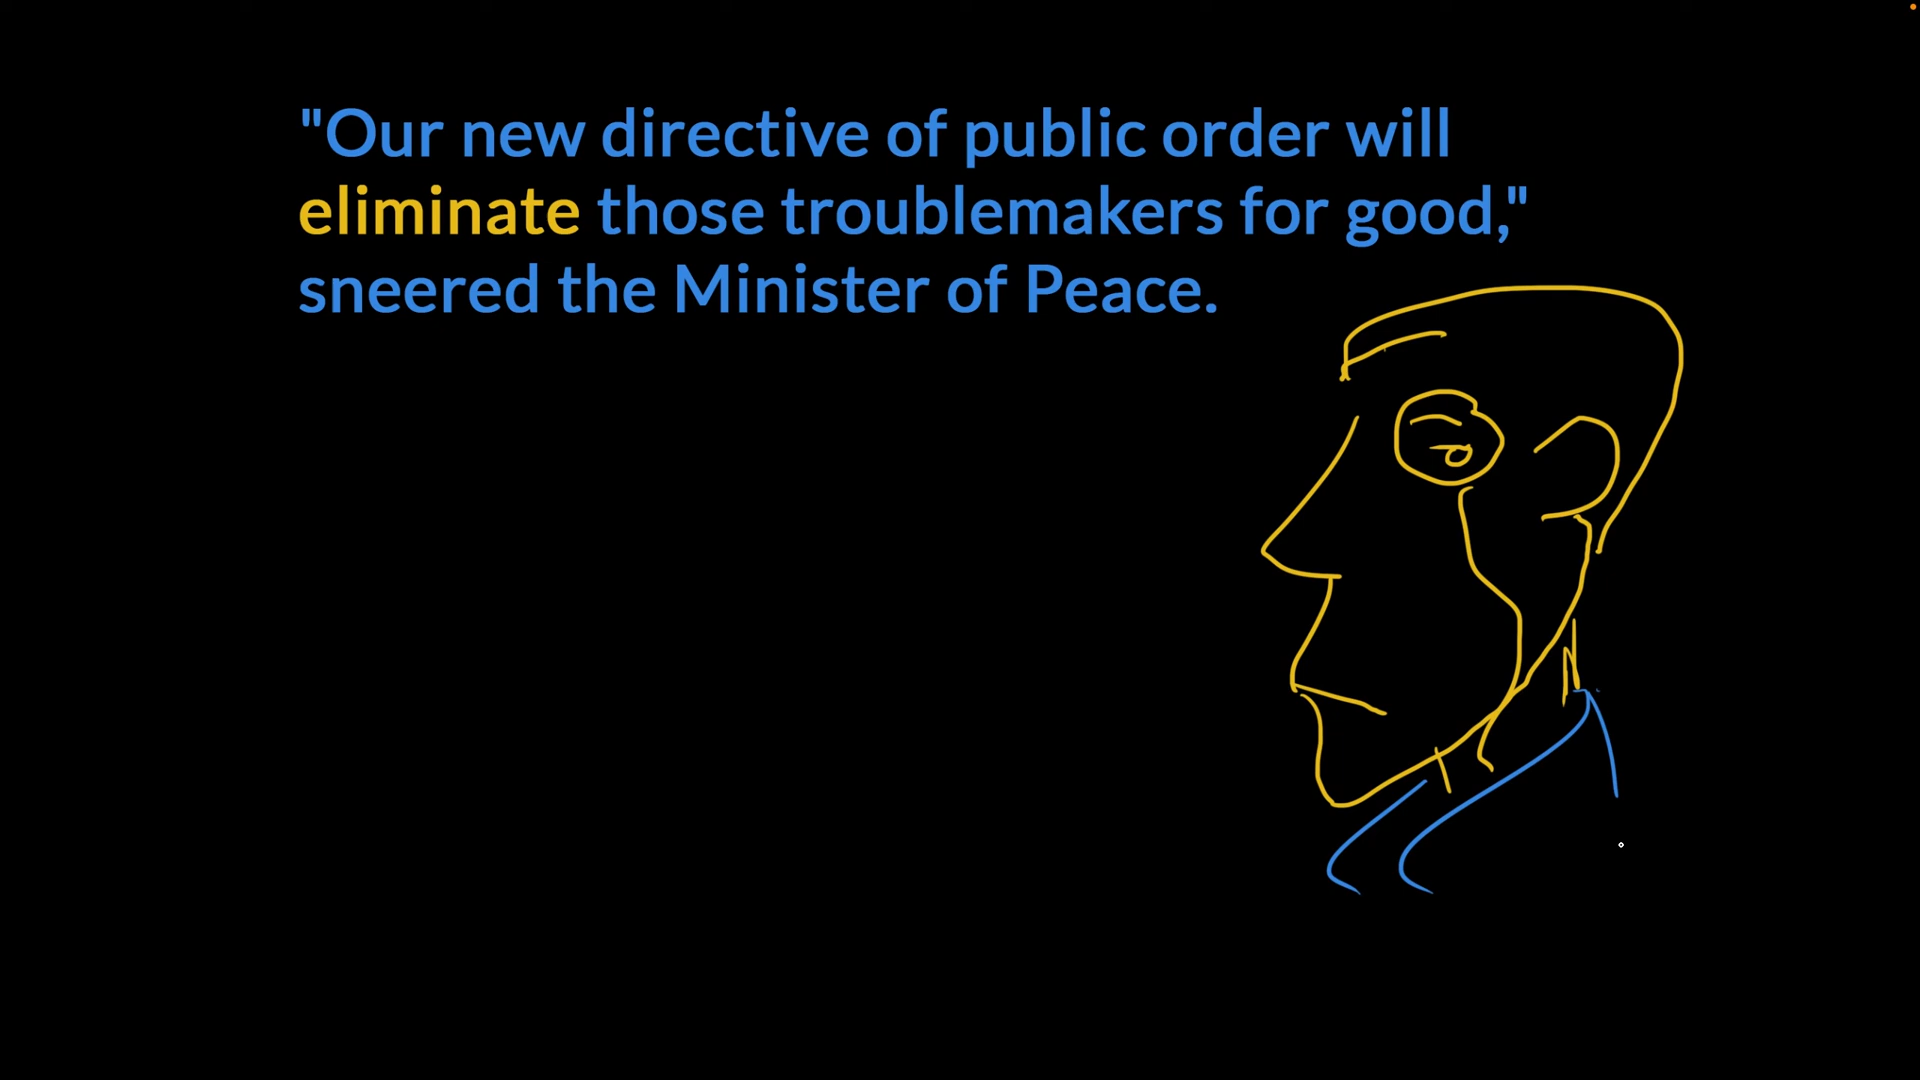 "Our new directive of public order will
eliminate those troublemakers for good,"
sneered the Minister of Peace.